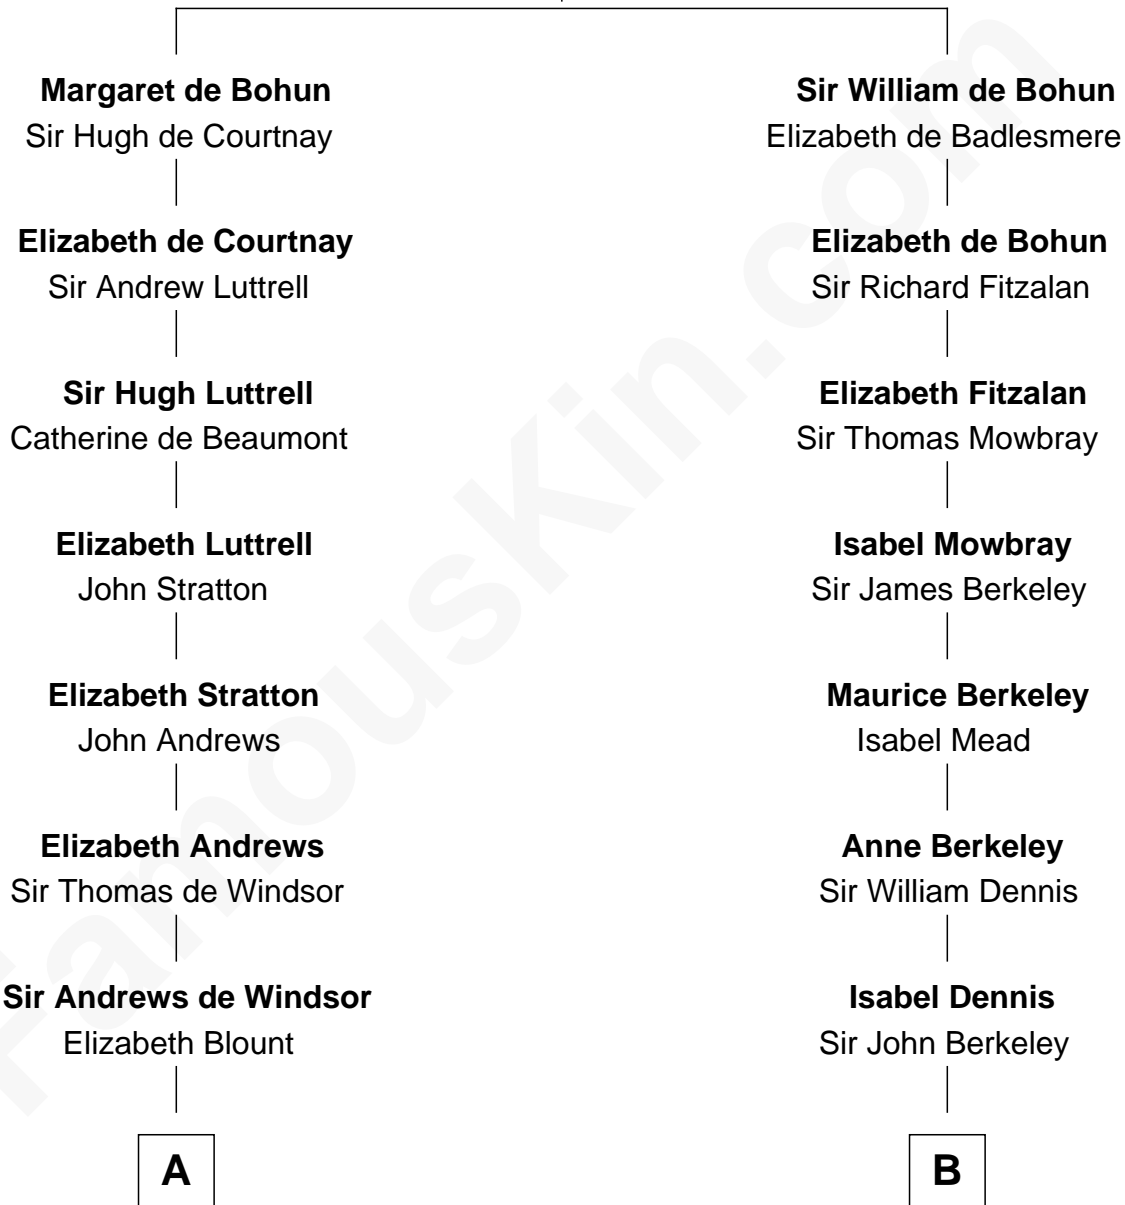 Margaret de Bohun
Sir Hugh de Courtnay
Elizabeth de Courtnay
Sir Andrew Luttrell
Sir Hugh Luttrell
Catherine de Beaumont
Elizabeth Luttrell
John Stratton
Elizabeth Stratton
John Andrews
Elizabeth Andrews
Sir Thomas de Windsor
Sir Andrews de Windsor
Elizabeth Blount
A
Sir William de Bohun
Elizabeth de Badlesmere
Elizabeth de Bohun
Sir Richard Fitzalan
Elizabeth Fitzalan
Sir Thomas Mowbray
Isabel Mowbray
Sir James Berkeley
Maurice Berkeley
Isabel Mead
Anne Berkeley
Sir William Dennis
Isabel Dennis
Sir John Berkeley
B
FamousKin.com